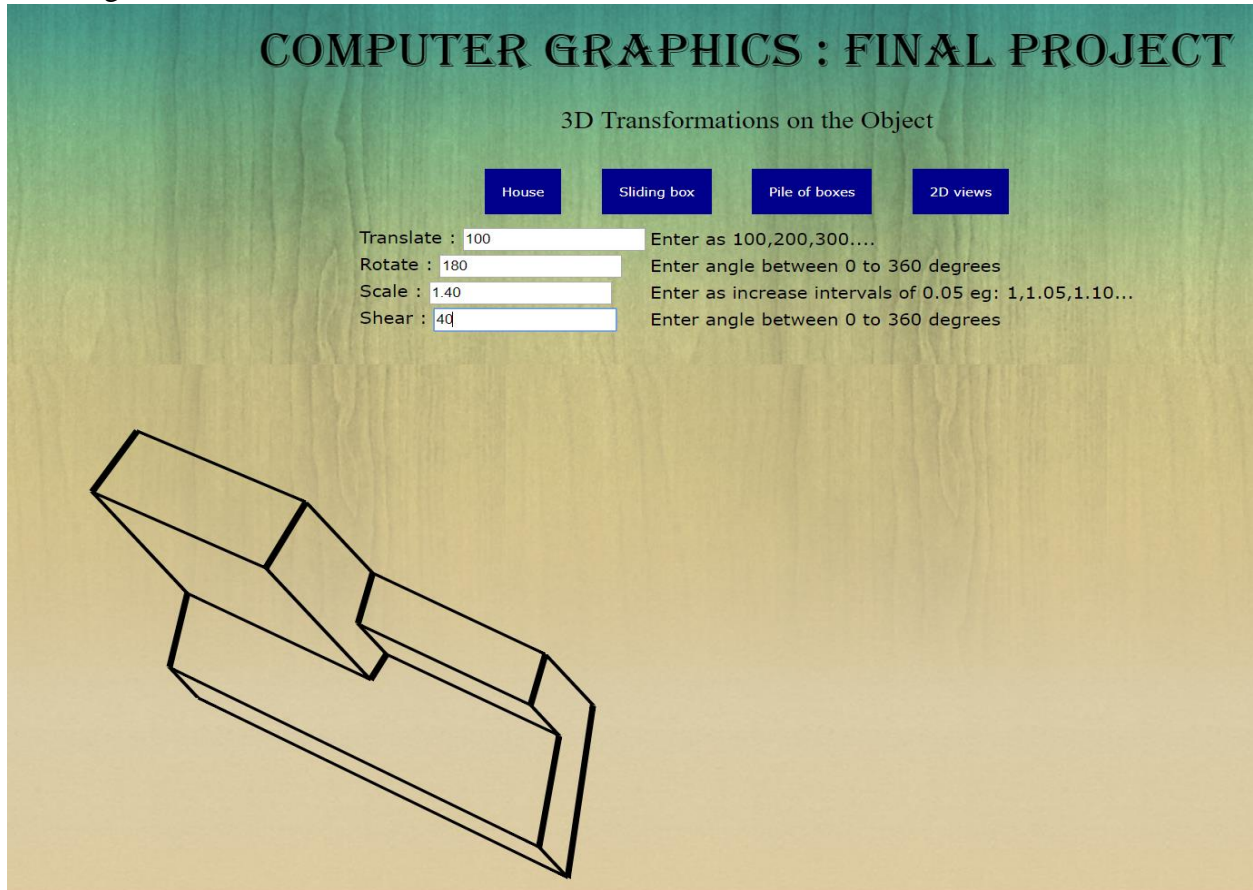 COMPUTER GRAPHICS : FINAL PROJECT
3D Transformations on the Object
House Sliding box Pile of boxes 2D views
Translate : 100 Enter as 100,200,300....
Rotate : 180 Enter angle between 0 to 360 degrees
Scale : 1.40 Enter as increase intervals of 0.05 eg: 1,1.05,1.10...
Shear : 40 Enter angle between 0 to 360 degrees